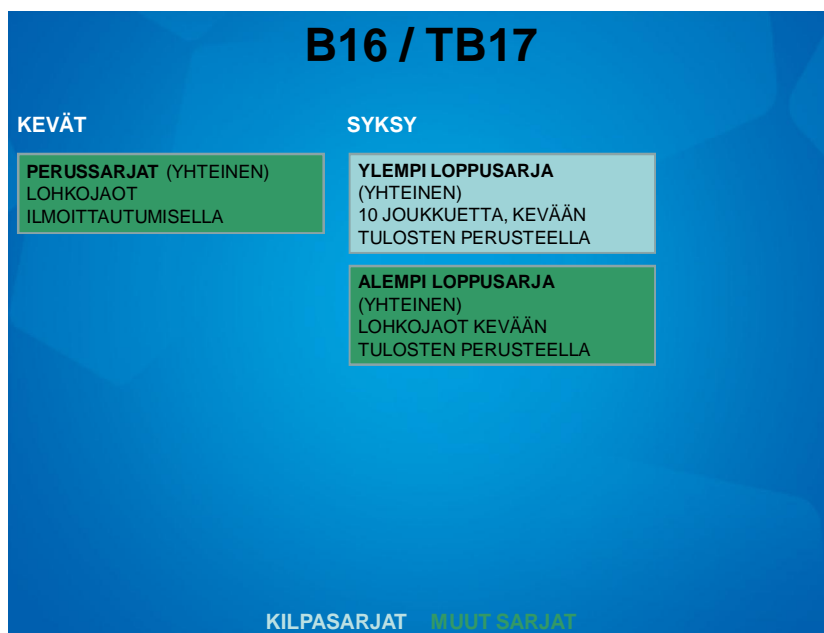 B16 / TB17
KEVÄT
PERUSSARJAT (YHTEINEN)
LOHKOJAOT
ILMOITTAUTUMISELLA
SYKSY
YLEMPI LOPPUSARJA
(YHTEINEN)
10 JOUKKUETTA, KEVÄÄN
TULOSTEN PERUSTEELLA
ALEMPI LOPPUSARJA
(YHTEINEN)
LOHKOJAOT KEVÄÄN
TULOSTEN PERUSTEELLA
KILPASARJAT MUUT SARJAT